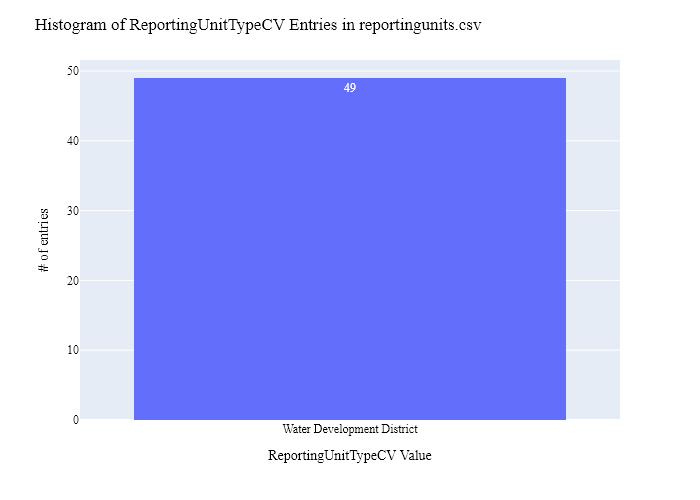 Histogram of ReportingUnitTypeCV Entries in reportingunits.csv
50
49
40
30
20
10
0
# of entries
Water Development District
ReportingUnitTypeCV Value